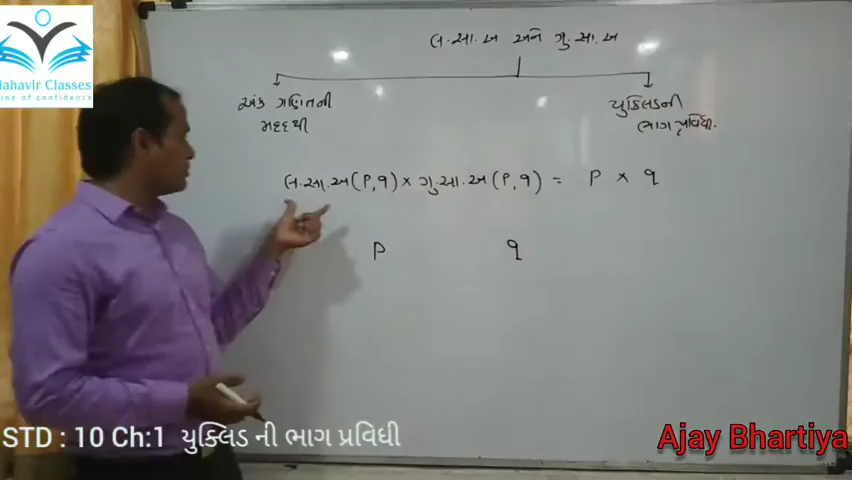 લ.સા.અ અને ગુ.સા.અ
અંક ગણિતની
મદદથી
યુક્લિડની
ભાગ પ્રવિધિ.
લ.સા.અ(P,q) × ગુ.સા.અ(P,q) = P × q
P q
Mahavir Classes
line of confidence
STD : 10 Ch:1 યુક્લિડ ની ભાગ પ્રવિધી
Ajay Bhartiya